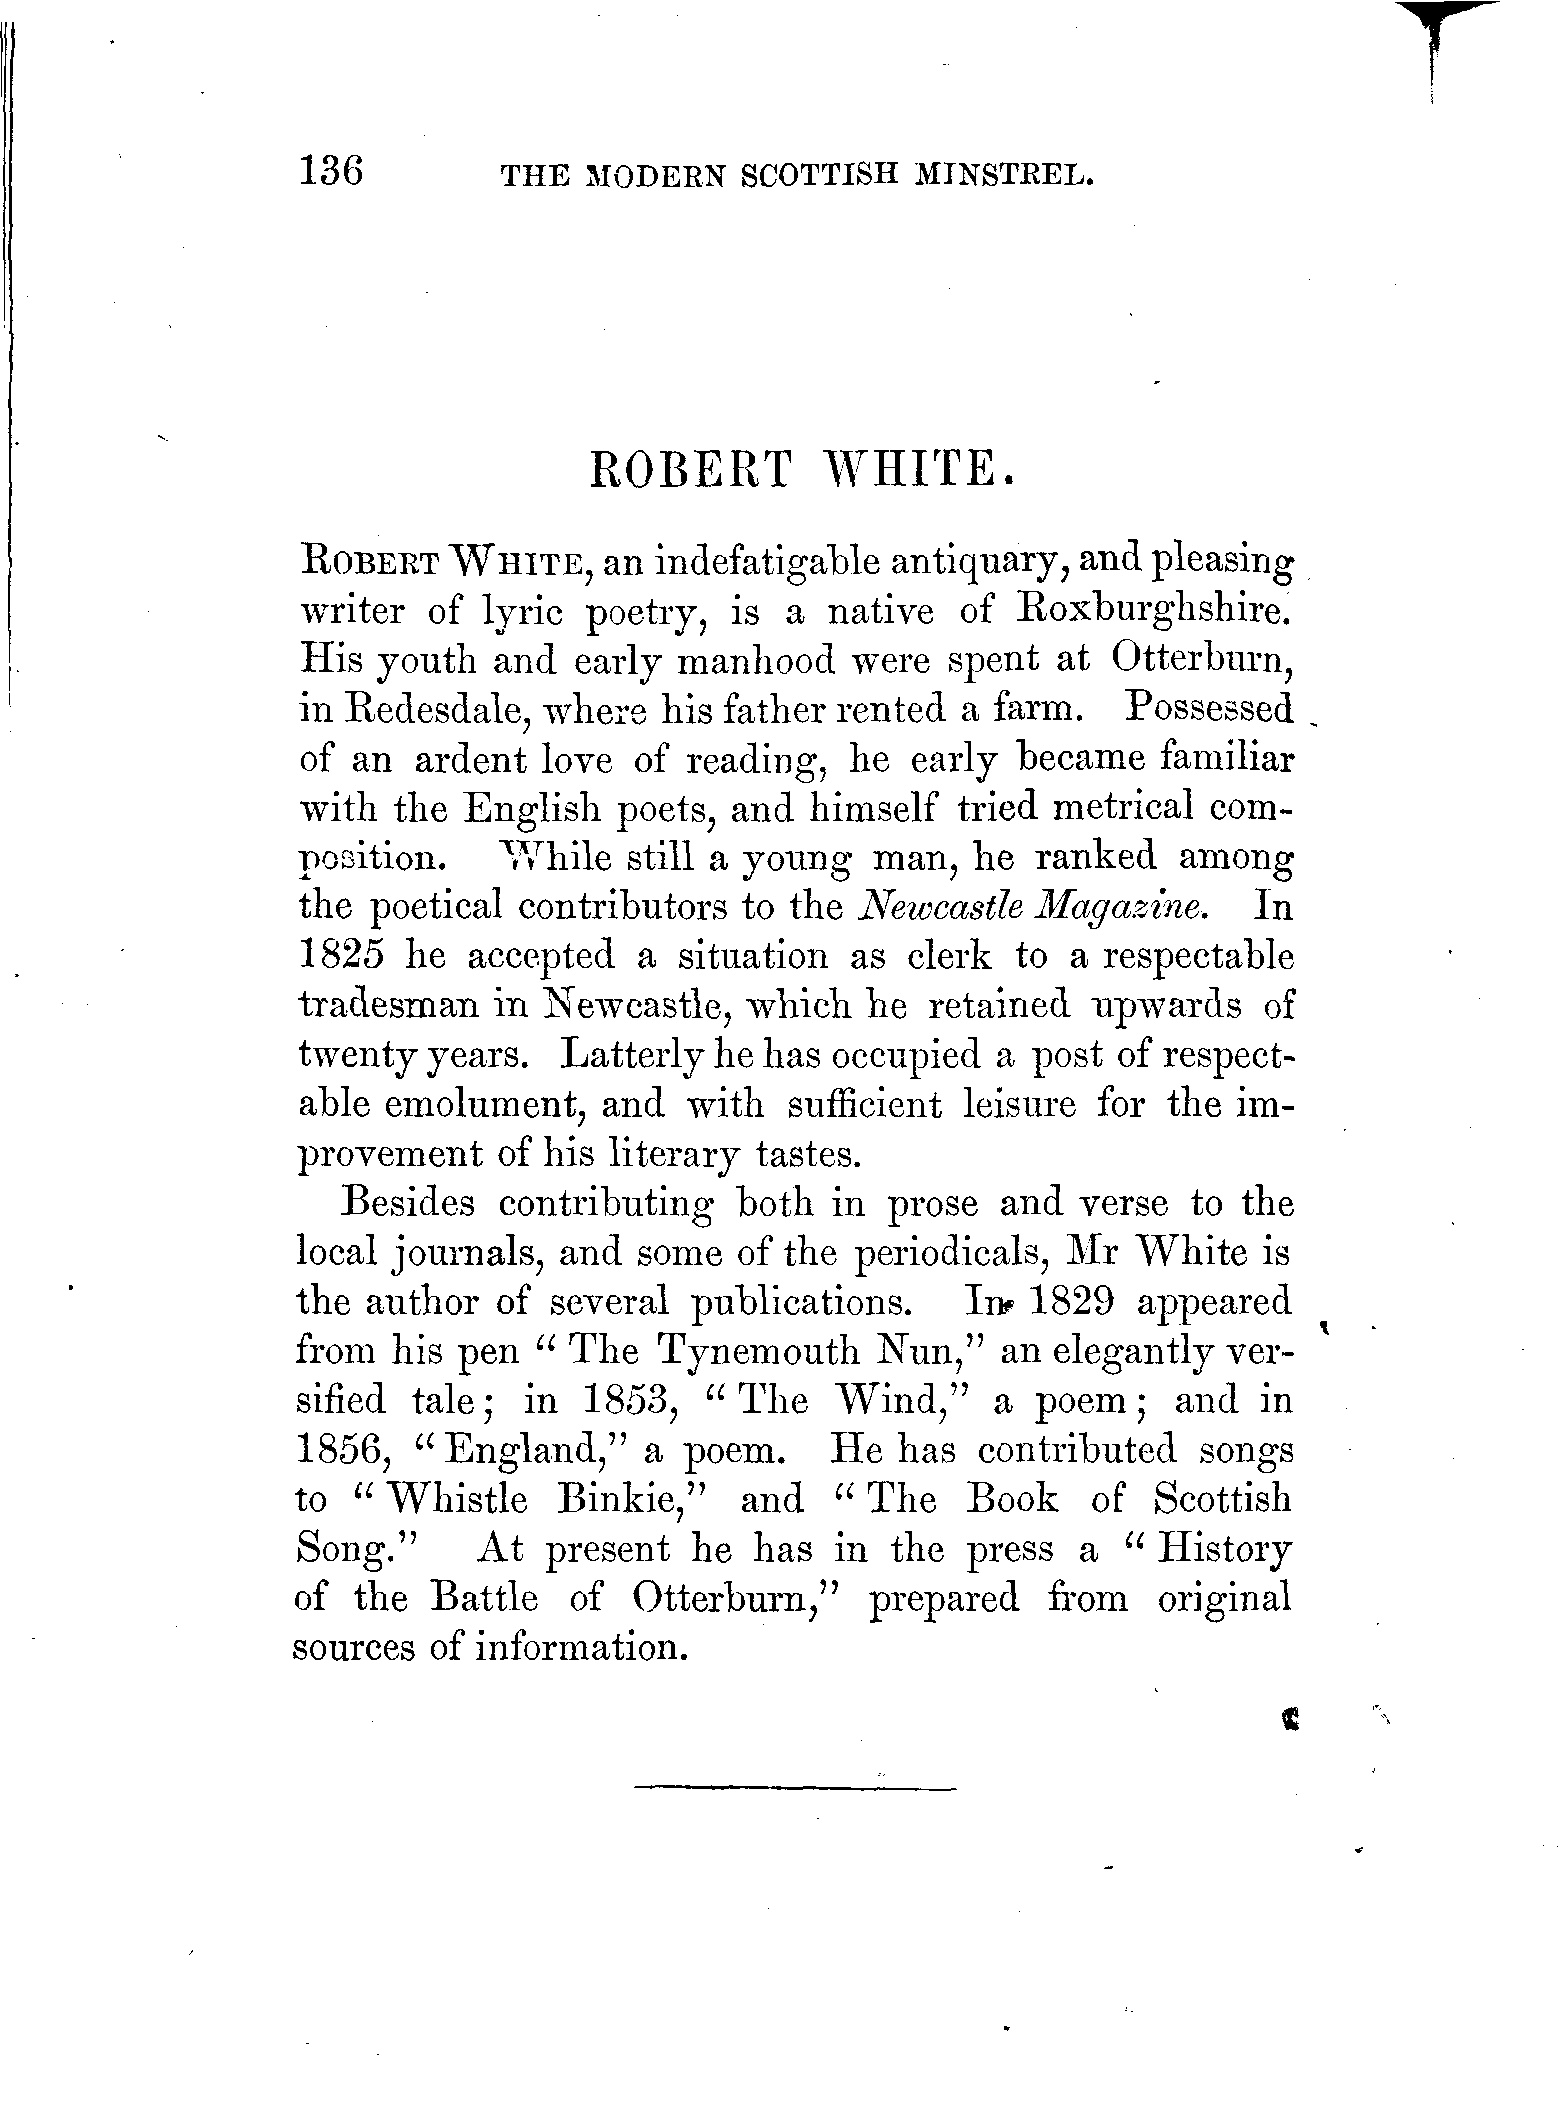 136 THE MODERN SCOTTISH MINSTREL.
ROBERT WHITE.
ROBERT WHITE, an indefatigable antiquary, and pleasing
writer of lyric poetry, is a native of Roxburghshire.
His youth and early manhood were spent at Otterburn,
in Redesdale, where his father rented a farm. Possessed
of an ardent love of reading, he early became familiar
with the English poets, and himself tried metrical com-
position. While still a young man, he ranked among
the poetical contributors to the Newcastle Magazine. In
1825 he accepted a situation as clerk to a respectable
tradesman in Newcastle, which he retained upwards of
twenty years. Latterly he has occupied a post of respect-
able emolument, and with sufficient leisure for the im-
provement of his literary tastes.
Besides contributing both in prose and verse to the
local journals, and some of the periodicals, Mr White is
the author of several publications. In 1829 appeared
from his pen “ The Tynemouth Nun,” an elegantly ver-
sified tale; in 1853, “ The Wind,” a poem; and in
1856, “ England,” a poem. He has contributed songs
to “ Whistle Binkie,” and “ The Book of Scottish
Song.” At present he has in the press a “ History
of the Battle of Otterburn,” prepared from original
sources of information.